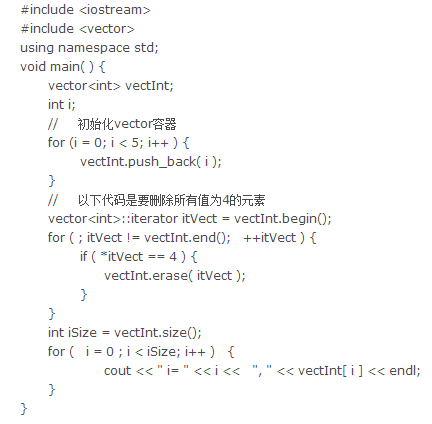 #include <iostream>
#include <vector>
using namespace std;
void main( ) {
vector<int> vectInt;
int i;
// 初始化vector容器
for (i = 0; i < 5; i++ ) {
vectInt.push_back( i );
}
// 以下代码是要删除所有值为4的元素
vector<int>::iterator itVect = vectInt.begin();
for ( ; itVect != vectInt.end(); ++itVect ) {
if ( *itVect == 4 ) {
vectInt.erase( itVect );
}
}
int iSize = vectInt.size();
for ( i = 0 ; i < iSize; i++ ) {
cout << " i= " << i << ", " << vectInt[ i ] << endl;
}
}